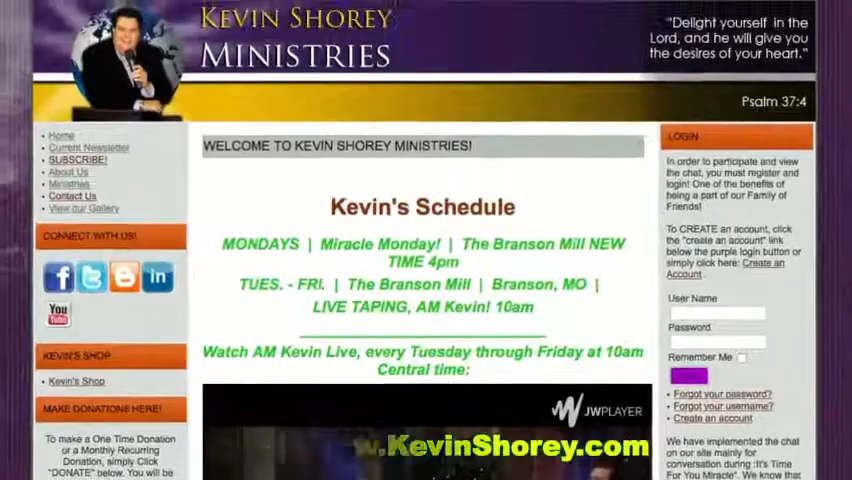 KEVIN SHOREY
MINISTRIES
"Delight yourself in the
Lord, and he will give you
the desires of your heart."
Psalm 37:4
Home
Current Newsletter
SUBSCRIBE!
About Us
Ministries
Contact Us
View our Gallery
CONNECT WITH US!
You
Tube
KEVIN'S SHOP
Kevin's Shop
MAKE DONATIONS HERE!
To make a One Time Donation
or a Monthly Recurring
Donation, simply Click
"DONATE" below. You will be
WELCOME TO KEVIN SHOREY MINISTRIES!
Kevin's Schedule
MONDAYS | Miracle Monday! | The Branson Mill NEW
TIME 4pm
TUES. - FRI. | The Branson Mill | Branson, MO |
LIVE TAPING, AM Kevin! 10am
Watch AM Kevin Live, every Tuesday through Friday at 10am
Central time:
JWPLAYER
w.KevinShorey.com
LOGIN
In order to participate and view
the chat, you must register and
login! One of the benefits of
being a part of our Family of
Friends!
To CREATE an account, click
the "create an account" link
below the purple login button or
simply click here: Create an
Account .
User Name
Password
Remember Me
Forgot your password?
Forgot your username?
Create an account
We have implemented the chat
on our site mainly for
conversation during :It's Time
For You Miracle". We know that